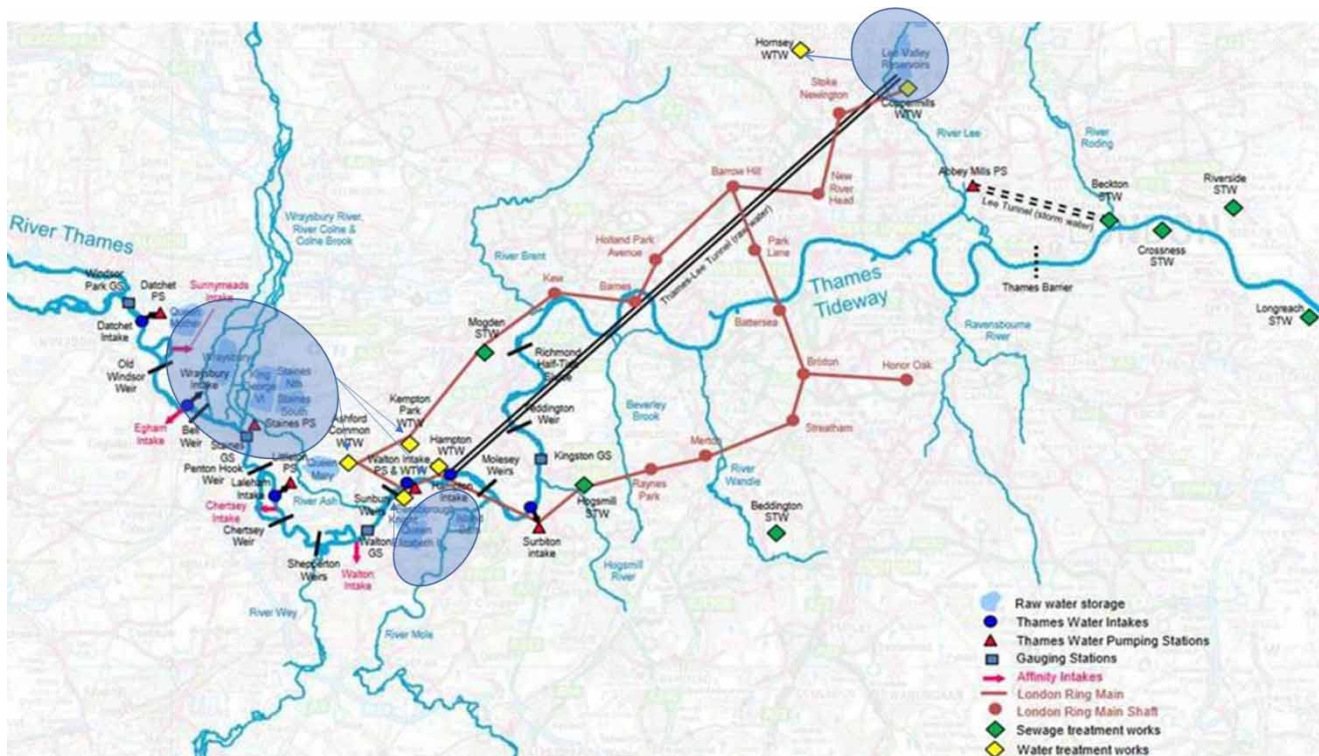 Hornsey
WTW
Lee Valley
Reservoirs
Stoke
Newington
Coppermills
WTW
River Lee
River
Roding
Abbey Mills PS
Lee Tunnel (storm water)
Beckton
STW
Riverside
STW
Crossness
STW
Thames Barrier
Longreach
STW
Barrow Hill
New
River
Head
Wraysbury River,
River Colne &
Colne Brook
River Thames
Holland Park
Avenue
Park
Lane
River Brent
Thames-Lee Tunnel (raw water)
Kew
Barnes
Thames
Tideway
Battersea
Windsor
Park GS
Datchet
PS
Sunnymeads
Intake
Queen
Mother
Datchet
Intake
Old
Windsor
Weir
Wraysbury
Wraysbury
Intake
King
George
VI
Staines
Nth
Staines
South
Staines PS
Egham
Intake
Bell
Weir
Staines
GS
Mogden
STW
Richmond
Half-Tide
Teddington
Weir
Beverley
Brook
Brixton
Honor Oak
Ravensbourne
River
Streatham
Merton
Raynes
Park
River
Wandle
Kempton
Park WTW
Ashford
Common
WTW
Hampton
WTW
Walton Intake
PS & WTW
Molesey
Weirs
Kingston GS
Hampton
Intake
Penton Hook
Weir
Littleton
PS
Laleham
Intake
Queen
Mary
River Ash
Sunbury
Weirs
Chertsey
Intake
Chertsey
Weir
Shepperton
Weirs
Walton
GS
Walton
Intake
Knight
Queen
Elizabeth II
Surbiton
intake
Hogsmill
STW
Hogsmill
River
Beddington
STW
River Wey
River Mole
Raw water storage
Thames Water Intakes
Thames Water Pumping Stations
Gauging Stations
Affinity Intakes
London Ring Main
London Ring Main Shaft
Sewage treatment works
Water treatment works